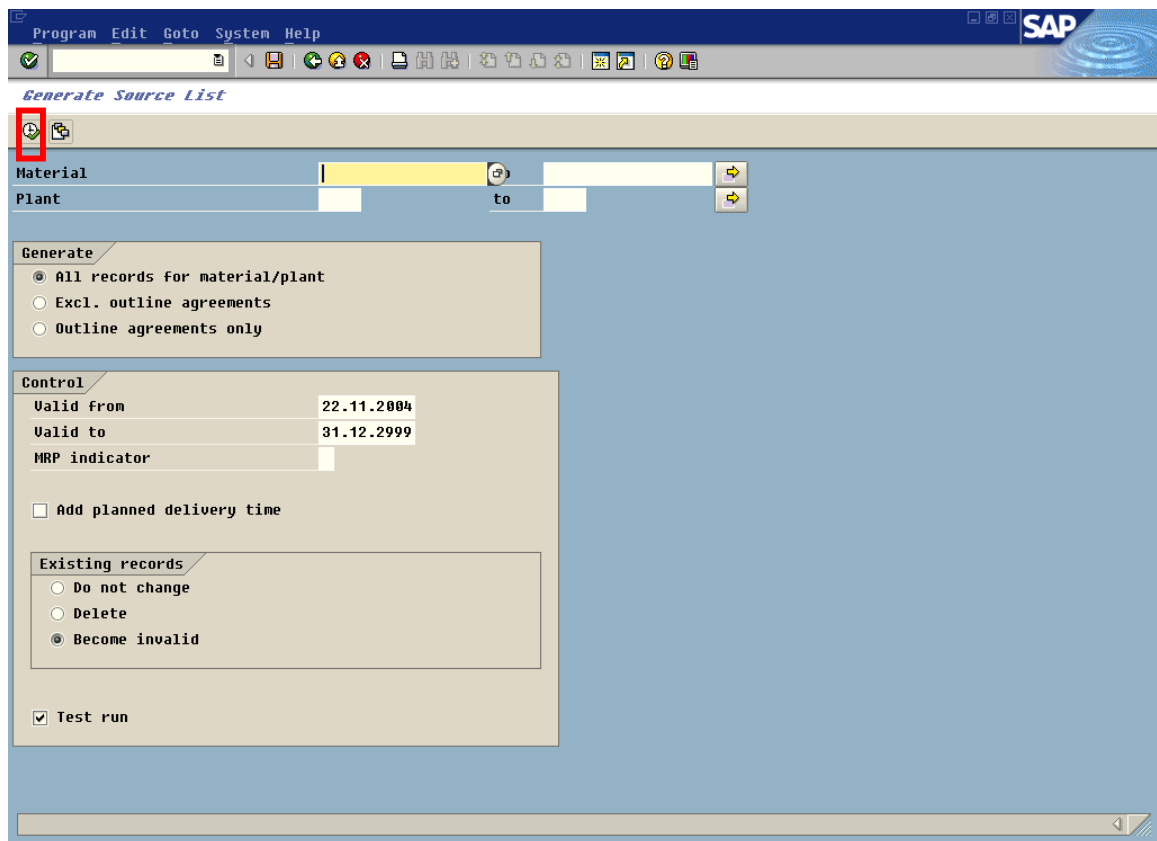 Program Edit Goto System Help
SAP
Generate Source List
Material
Plant to
Generate
All records for material/plant
Excl. outline agreements
Outline agreements only
Control
Valid from 22.11.2004
Valid to 31.12.2999
MRP indicator
Add planned delivery time
Existing records
Do not change
Delete
Become invalid
Test run